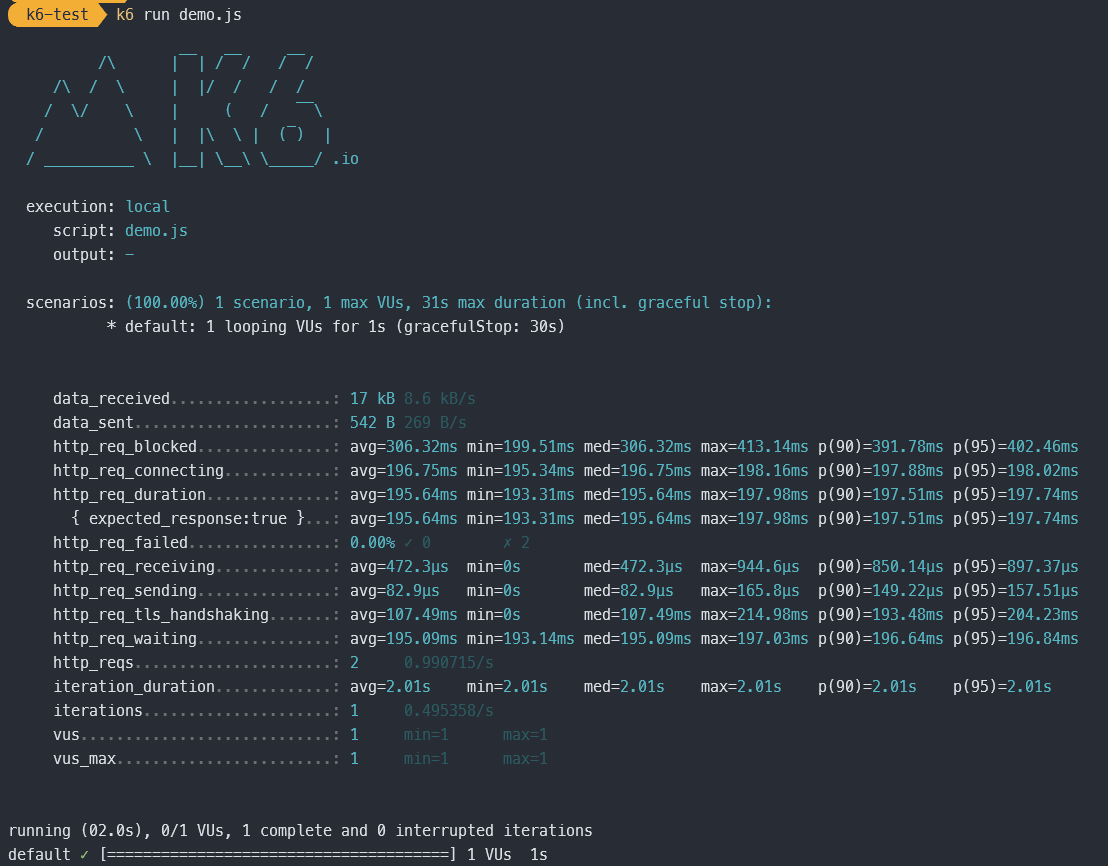 k6-test k6 run demo.js
          /\      |‾‾| /‾‾/   /‾‾/
     /\  /  \     |  |/  /   /  /
    /  \/    \    |     (   /   ‾‾\
   /          \   |  |\  \ |  (‾)  |
  / __________ \  |__| \__\ \_____/ .io
execution: local
script: demo.js
output: -
scenarios: (100.00%) 1 scenario, 1 max VUs, 31s max duration (incl. graceful stop):
* default: 1 looping VUs for 1s (gracefulStop: 30s)
data_received..................: 17 kB 8.6 kB/s
data_sent......................: 542 B 269 B/s
http_req_blocked...............: avg=306.32ms min=199.51ms med=306.32ms max=413.14ms p(90)=391.78ms p(95)=402.46ms
http_req_connecting............: avg=196.75ms min=195.34ms med=196.75ms max=198.16ms p(90)=197.88ms p(95)=198.02ms
http_req_duration..............: avg=195.64ms min=193.31ms med=195.64ms max=197.98ms p(90)=197.51ms p(95)=197.74ms
{ expected_response:true }...: avg=195.64ms min=193.31ms med=195.64ms max=197.98ms p(90)=197.51ms p(95)=197.74ms
http_req_failed................: 0.00% ✓ 0 ✗ 2
http_req_receiving.............: avg=472.3µs min=0s med=472.3µs max=944.6µs p(90)=850.14µs p(95)=897.37µs
http_req_sending...............: avg=82.9µs min=0s med=82.9µs max=165.8µs p(90)=149.22µs p(95)=157.51µs
http_req_tls_handshaking.......: avg=107.49ms min=0s med=107.49ms max=214.98ms p(90)=193.48ms p(95)=204.23ms
http_req_waiting...............: avg=195.09ms min=193.14ms med=195.09ms max=197.03ms p(90)=196.64ms p(95)=196.84ms
http_reqs......................: 2 0.990715/s
iteration_duration.............: avg=2.01s min=2.01s med=2.01s max=2.01s p(90)=2.01s p(95)=2.01s
iterations.....................: 1 0.495358/s
vus............................: 1 min=1 max=1
vus_max........................: 1 min=1 max=1
running (02.0s), 0/1 VUs, 1 complete and 0 interrupted iterations
default ✓ [======================================] 1 VUs 1s